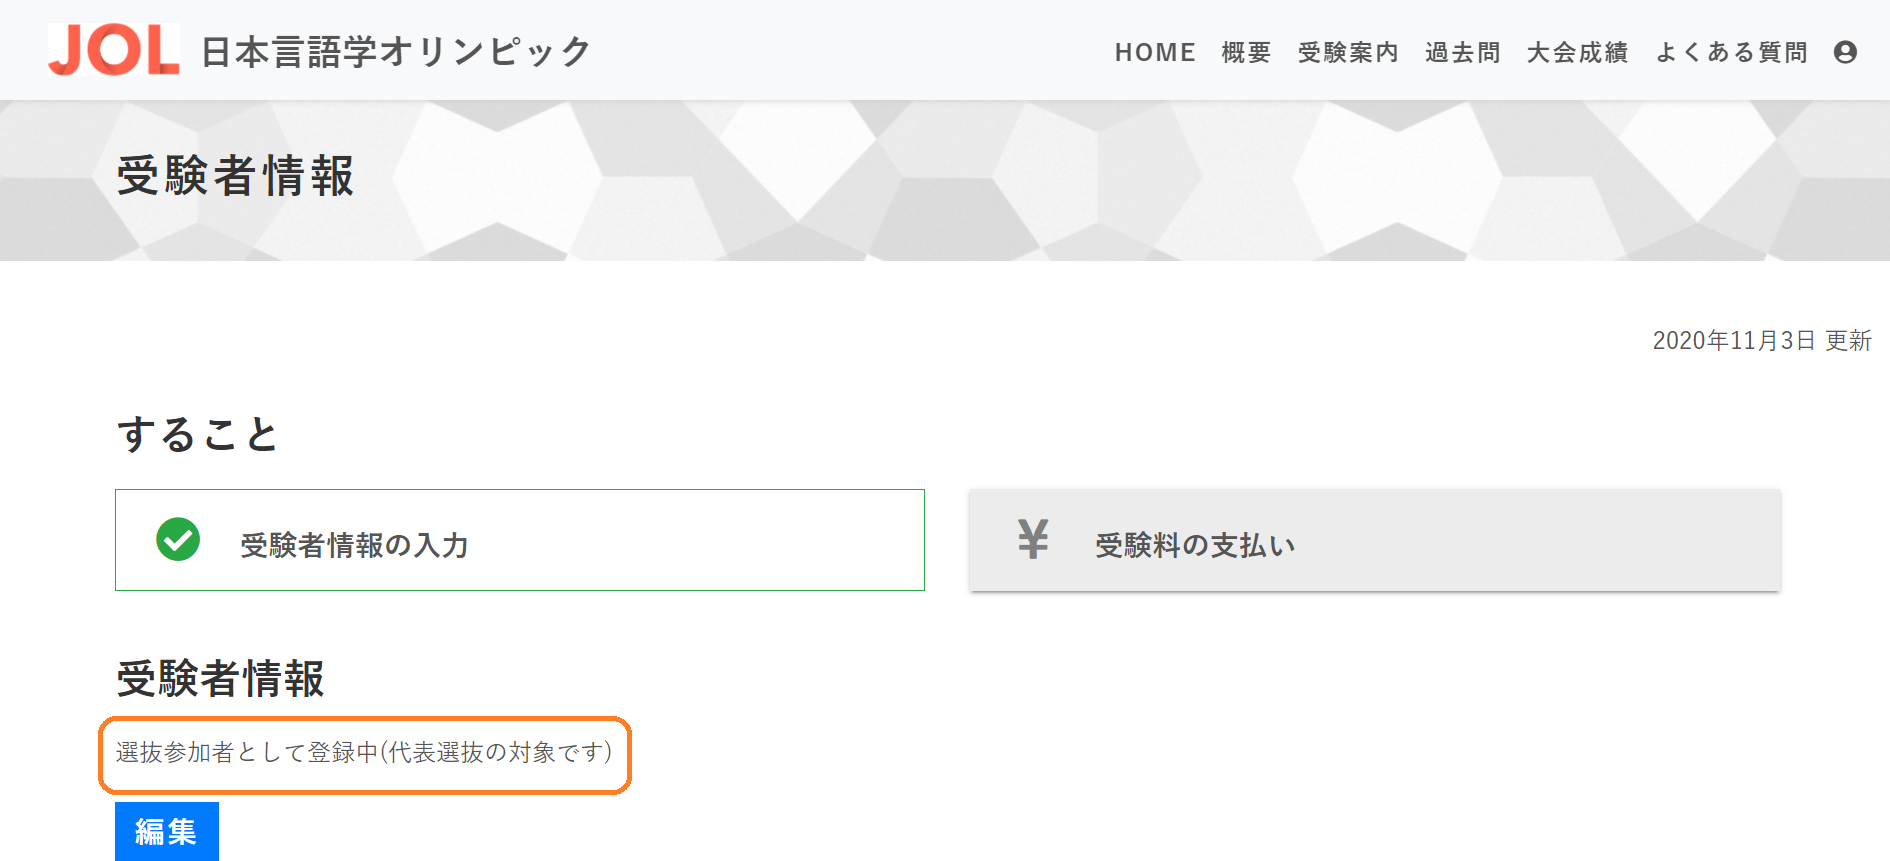 JOL 日本言語学オリンピック
HOME 概要 受験案内 過去問 大会成績 よくある質問
受験者情報
2020年11月3日 更新
すること
受験者情報の入力
¥ 受験料の支払い
受験者情報
選抜参加者として登録中(代表選抜の対象です)
編集